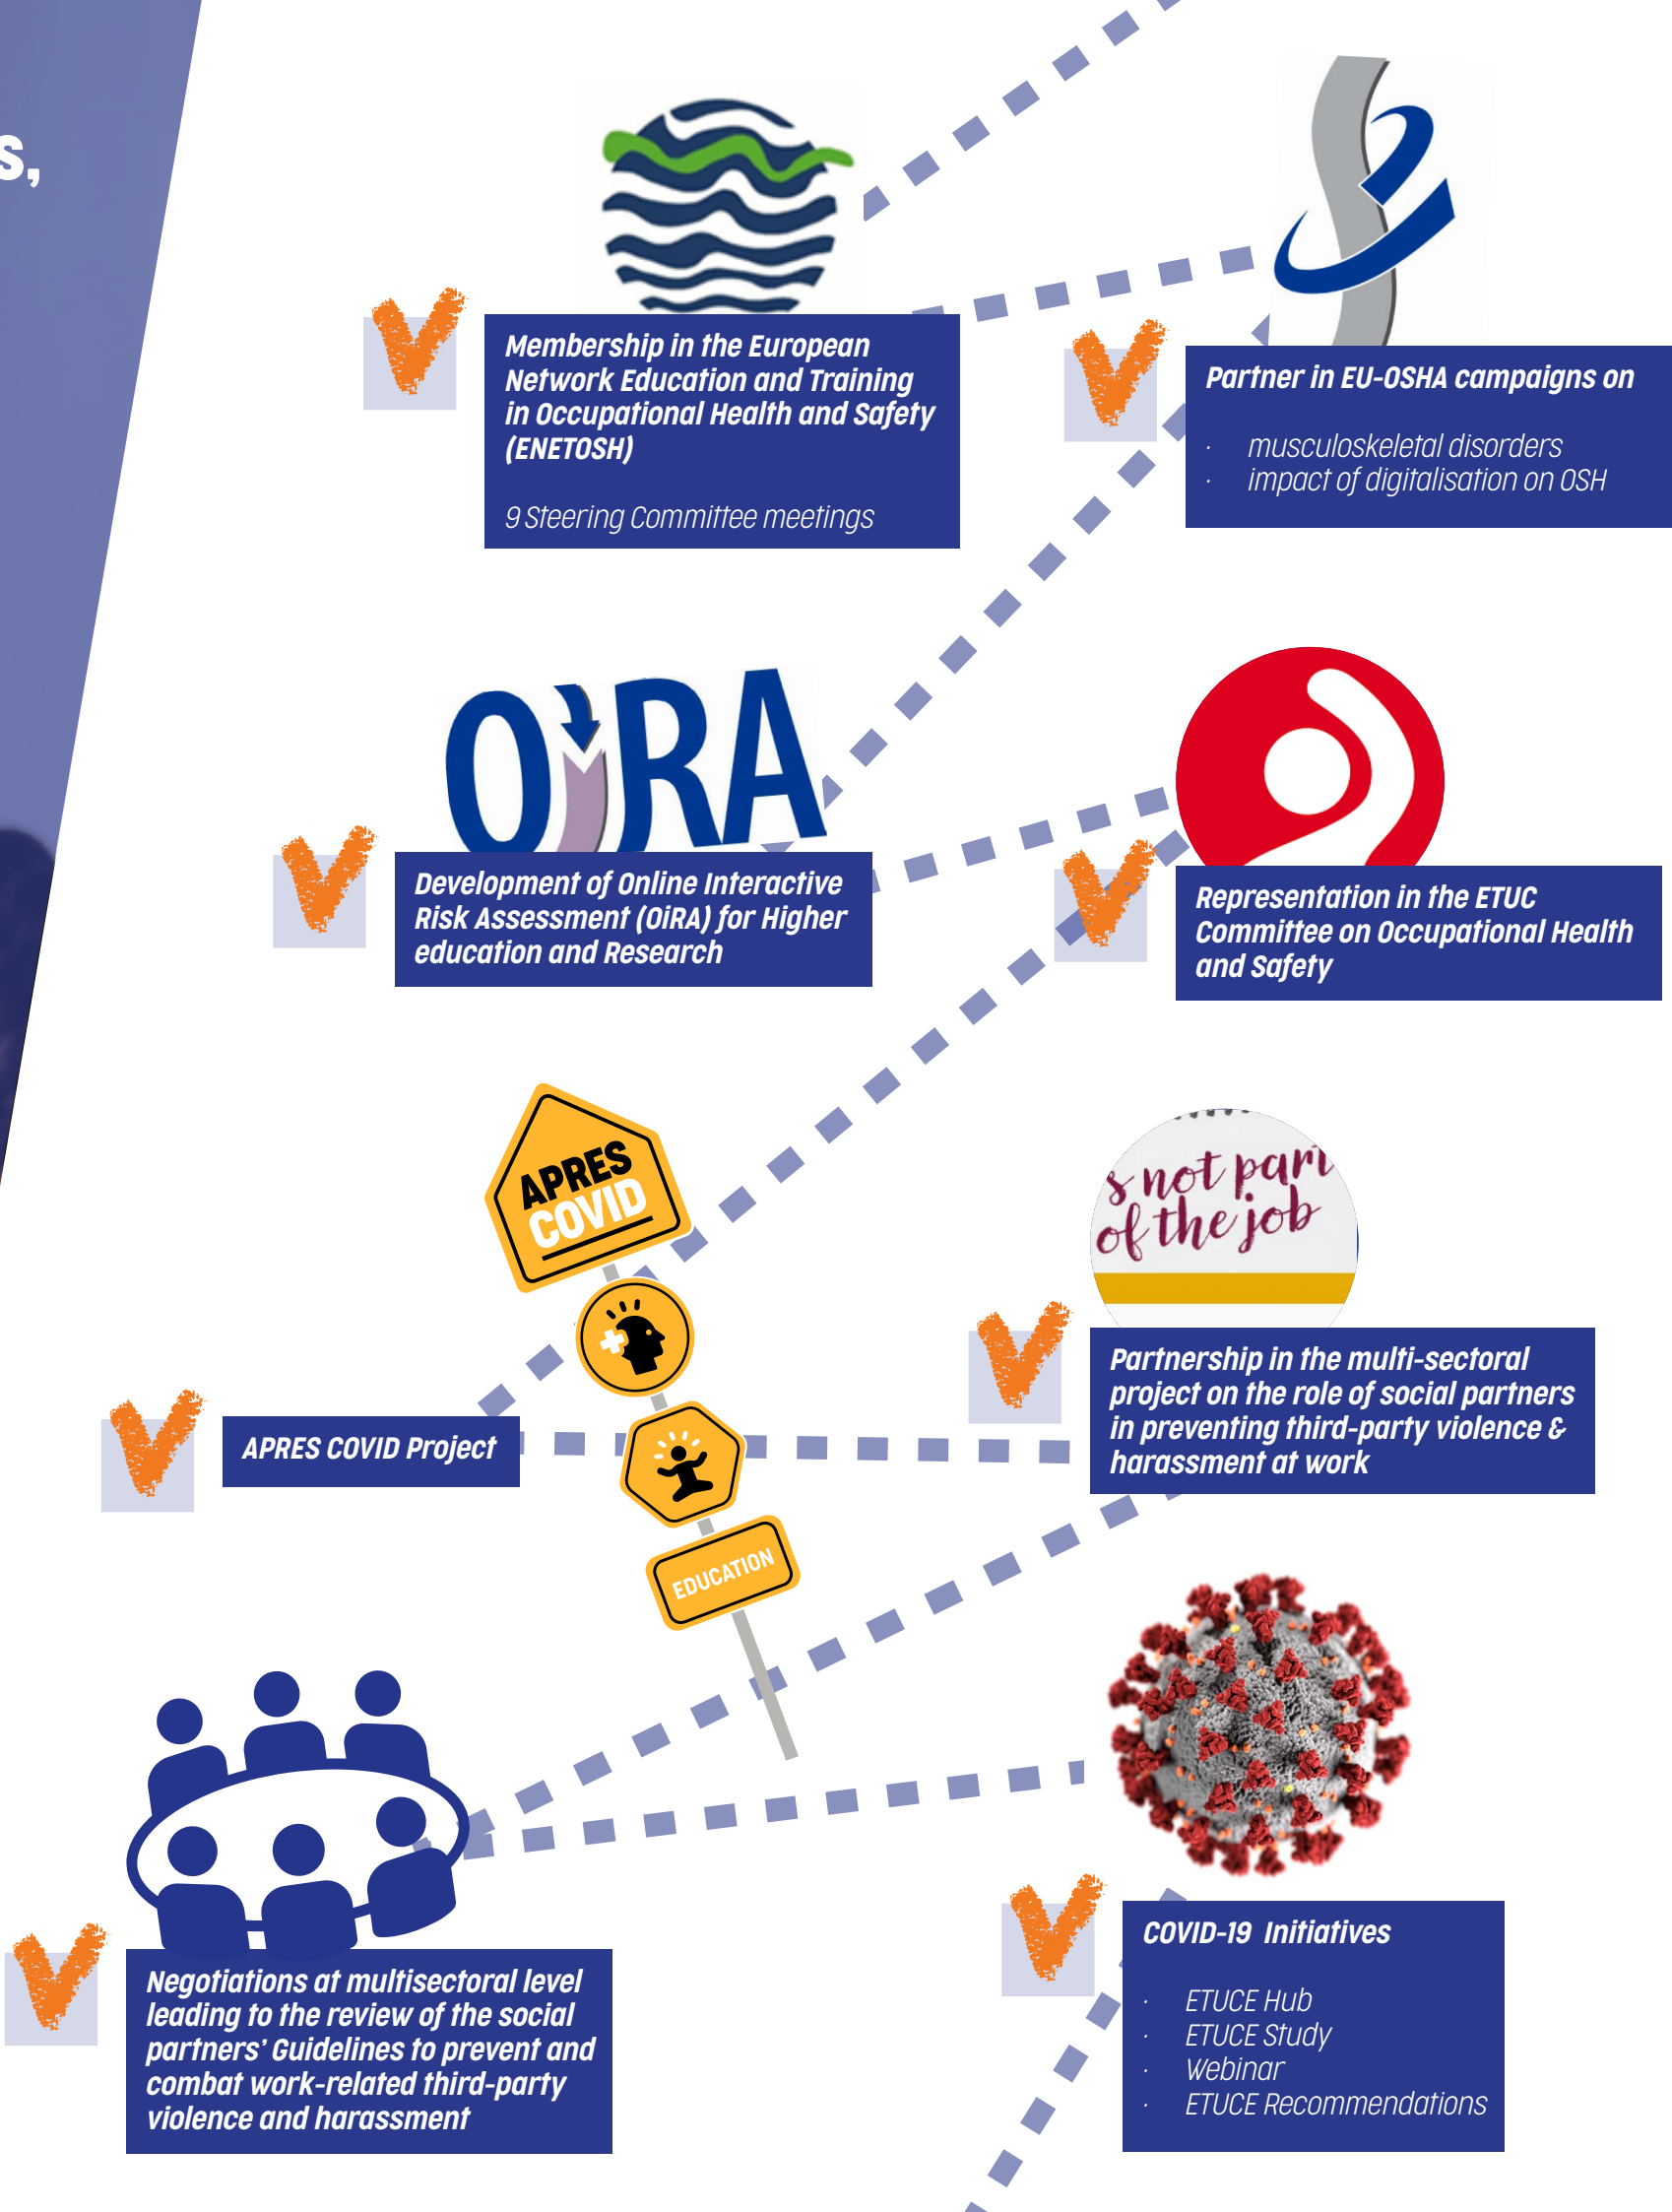 s,
Membership in the European
Network Education and Training
in Occupational Health and Safety
(ENETOSH)
9 Steering Committee meetings
Partner in EU-OSHA campaigns on
· musculoskeletal disorders
· impact of digitalisation on OSH
OiRA
Development of Online Interactive
Risk Assessment (OiRA) for Higher
education and Research
Representation in the ETUC
Committee on Occupational Health
and Safety
APRES
COVID
EDUCATION
APRES COVID Project
s not part
of the job
Partnership in the multi-sectoral
project on the role of social partners
in preventing third-party violence &
harassment at work
Negotiations at multisectoral level
leading to the review of the social
partners' Guidelines to prevent and
combat work-related third-party
violence and harassment
COVID-19 Initiatives
· ETUCE Hub
· ETUCE Study
· Webinar
· ETUCE Recommendations